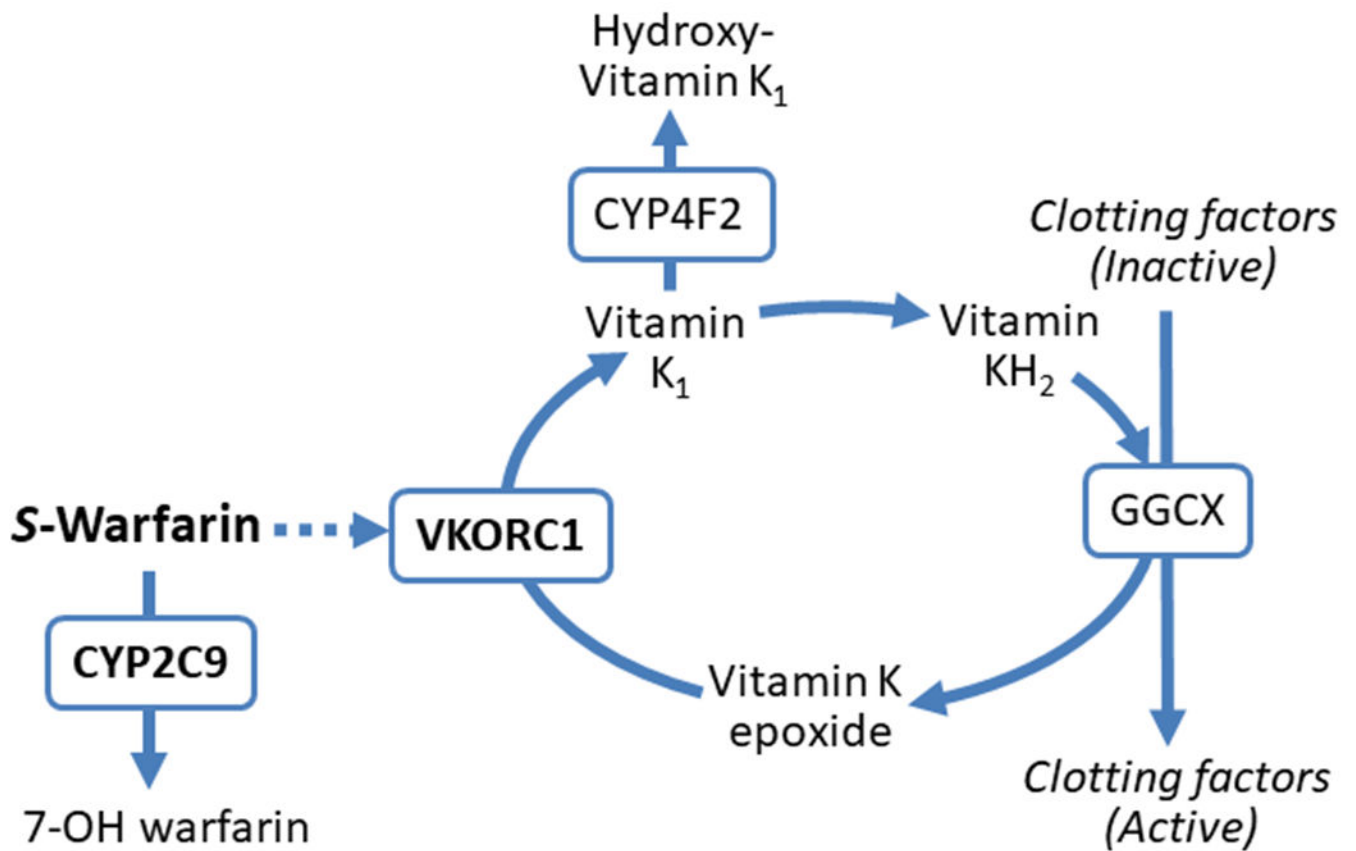 Hydroxy-
Vitamin K₁
CYP4F2
Clotting factors
(Inactive)
Vitamin
K₁
Vitamin
KH₂
S-Warfarin
VKORC1
GGCX
CYP2C9
Vitamin K
epoxide
7-OH warfarin
Clotting factors
(Active)